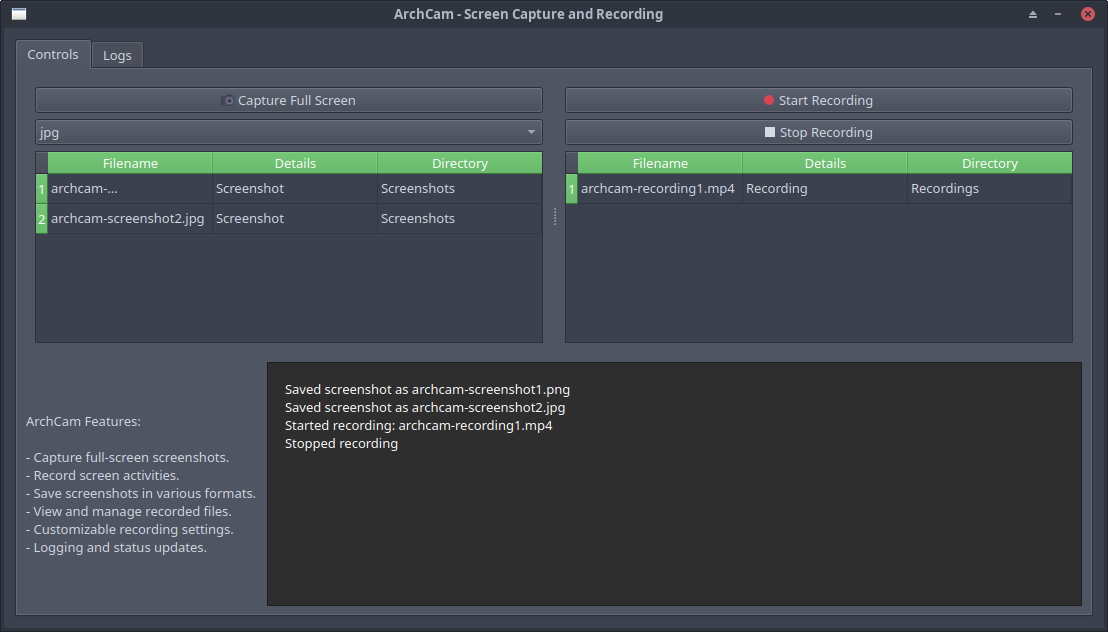 ArchCam - Screen Capture and Recording
Controls
Logs
Capture Full Screen
jpg
Filename Details Directory
1 archcam-... Screenshot Screenshots
2 archcam-screenshot2.jpg Screenshot Screenshots
Start Recording
Stop Recording
Filename Details Directory
1 archcam-recording1.mp4 Recording Recordings
ArchCam Features:
- Capture full-screen screenshots.
- Record screen activities.
- Save screenshots in various formats.
- View and manage recorded files.
- Customizable recording settings.
- Logging and status updates.
Saved screenshot as archcam-screenshot1.png
Saved screenshot as archcam-screenshot2.jpg
Started recording: archcam-recording1.mp4
Stopped recording